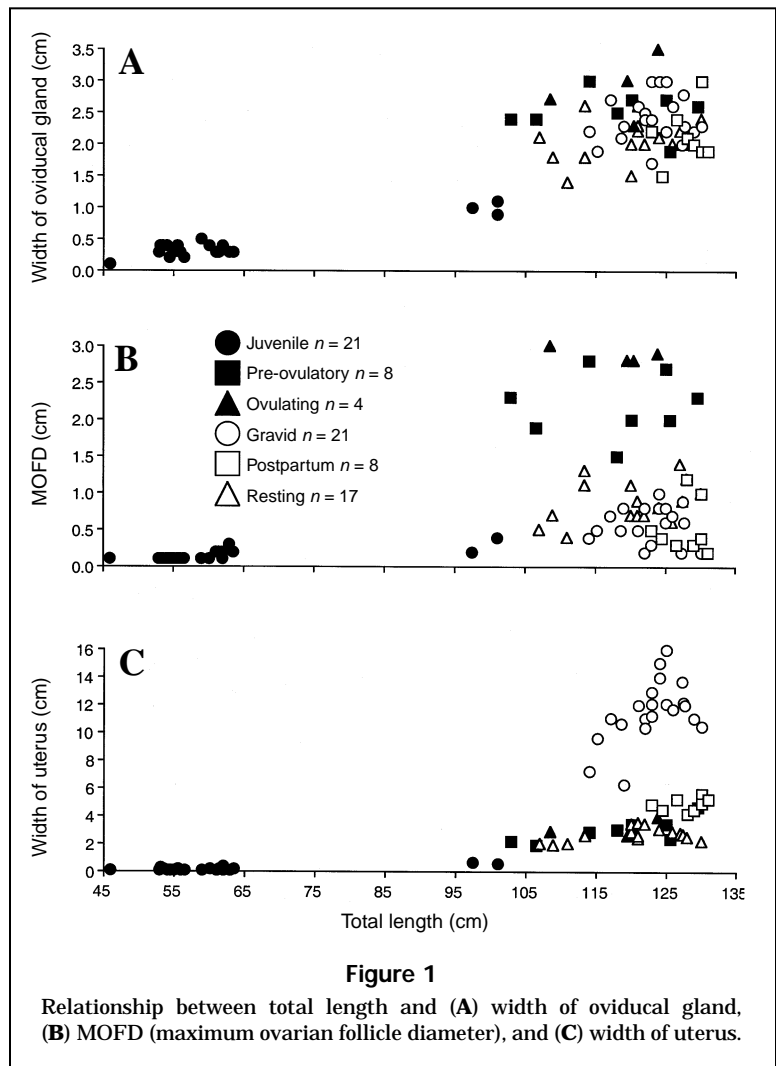 A
Width of oviducal gland (cm)
3.5
3.0
2.5
2.0
1.5
1.0
0.5
0.0
B
MOFD (cm)
3.0
2.5
2.0
1.5
1.0
0.5
0.0
Juvenile n = 21
Pre-ovulatory n = 8
Ovulating n = 4
Gravid n = 21
Postpartum n = 8
Resting n = 17
C
Width of uterus (cm)
16
14
12
10
8
6
4
2
0
45 55 65 75 85 95 105 115 125 135
Total length (cm)
Figure 1
Relationship between total length and (A) width of oviducal gland,
(B) MOFD (maximum ovarian follicle diameter), and (C) width of uterus.